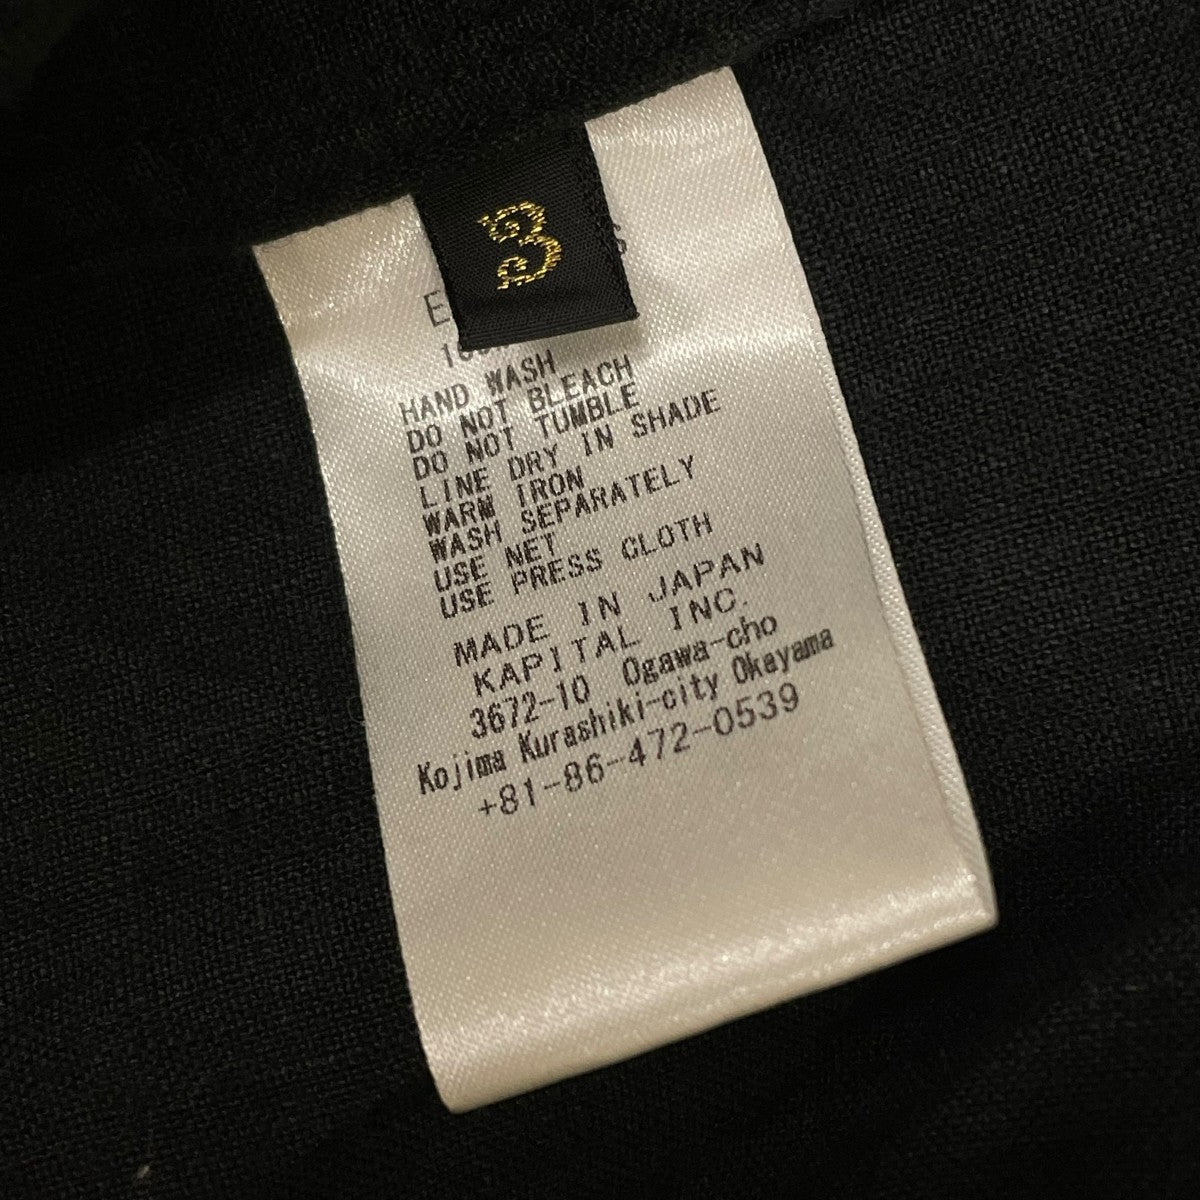 3
HAND WASH
DO NOT BLEACH
DO NOT TUMBLE
LINE DRY IN SHADE
WARM IRON
WASH SEPARATELY
USE NET
USE PRESS CLOTH
MADE IN JAPAN
KAPITAL INC.
3672-10 Ogawa-cho
Kojima Kurashiki-city Okayama
+81-86-472-0539